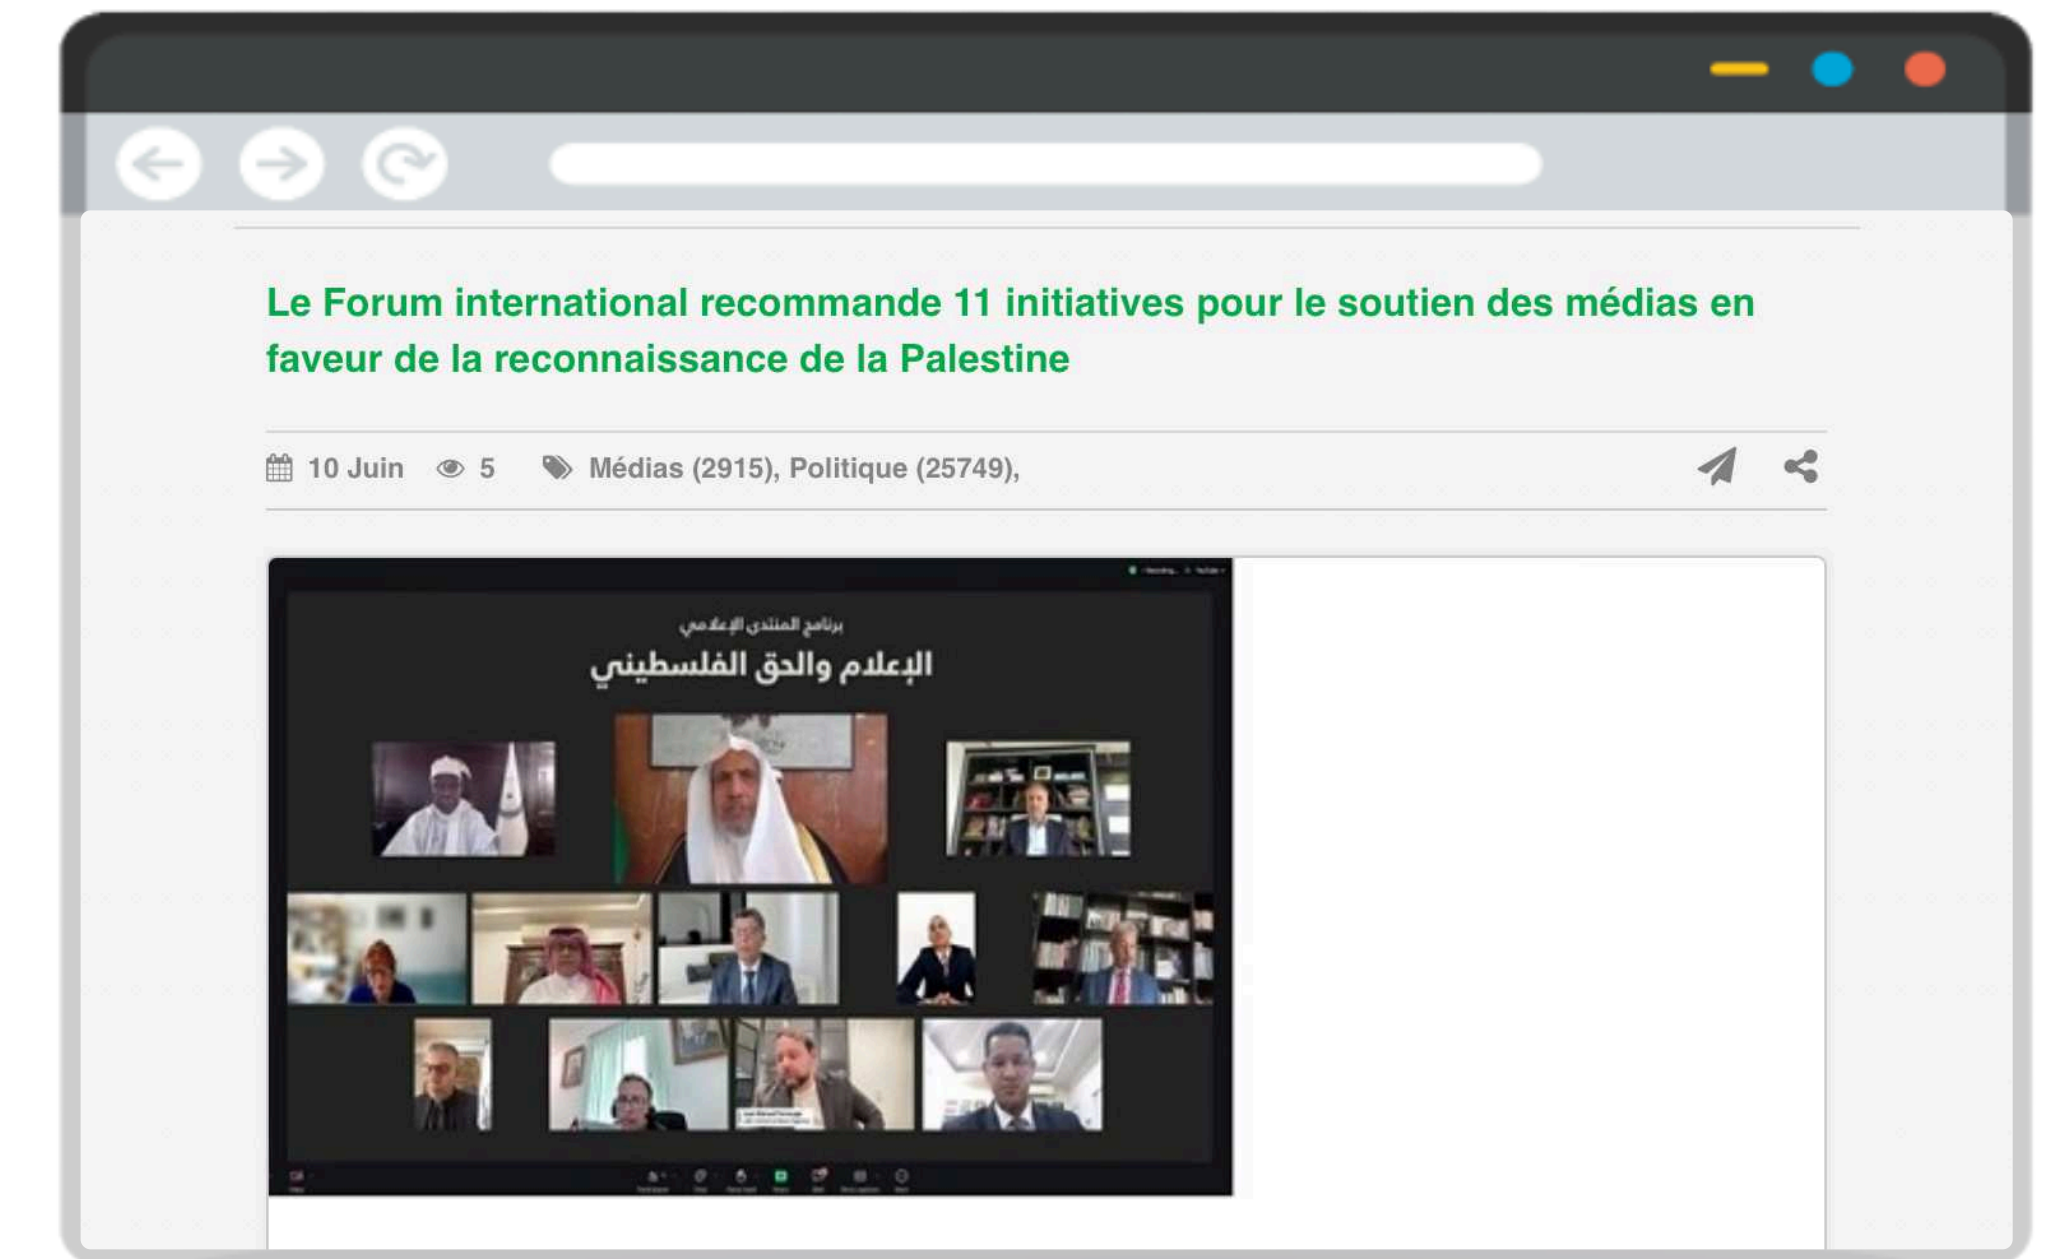 Le Forum international recommande 11 initiatives pour le soutien des médias en
faveur de la reconnaissance de la Palestine
10 Juin 5 Médias (2915), Politique (25749),
برنامج المنتدى الإعلامي
الإعلام والحق الفلسطيني